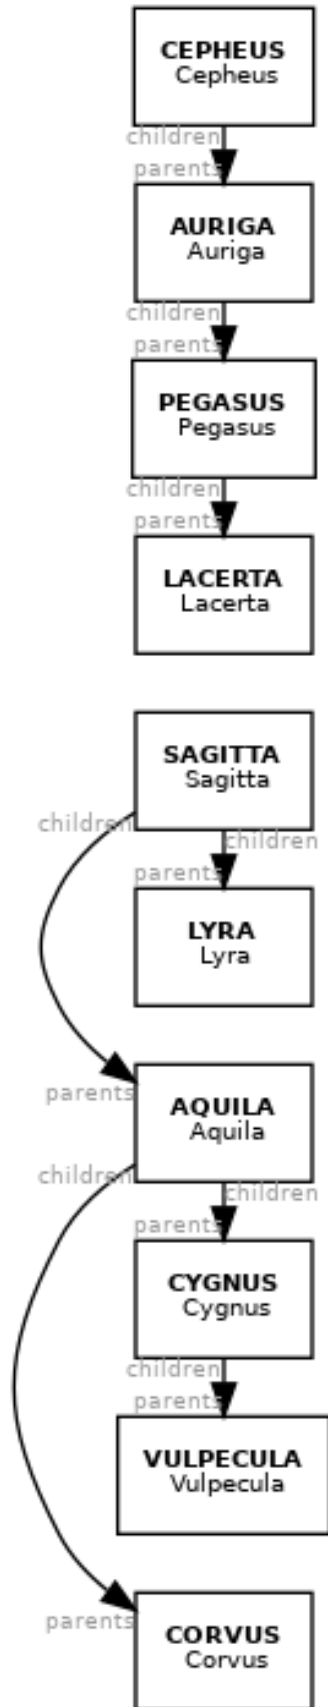 CEPHEUS
Cepheus
children
parents
AURIGA
Auriga
children
parents
PEGASUS
Pegasus
children
parents
LACERTA
Lacerta
SAGITTA
Sagitta
children
children
parents
LYRA
Lyra
parents
AQUILA
Aquila
children
children
parents
CYGNUS
Cygnus
children
parents
VULPECULA
Vulpecula
parents
CORVUS
Corvus